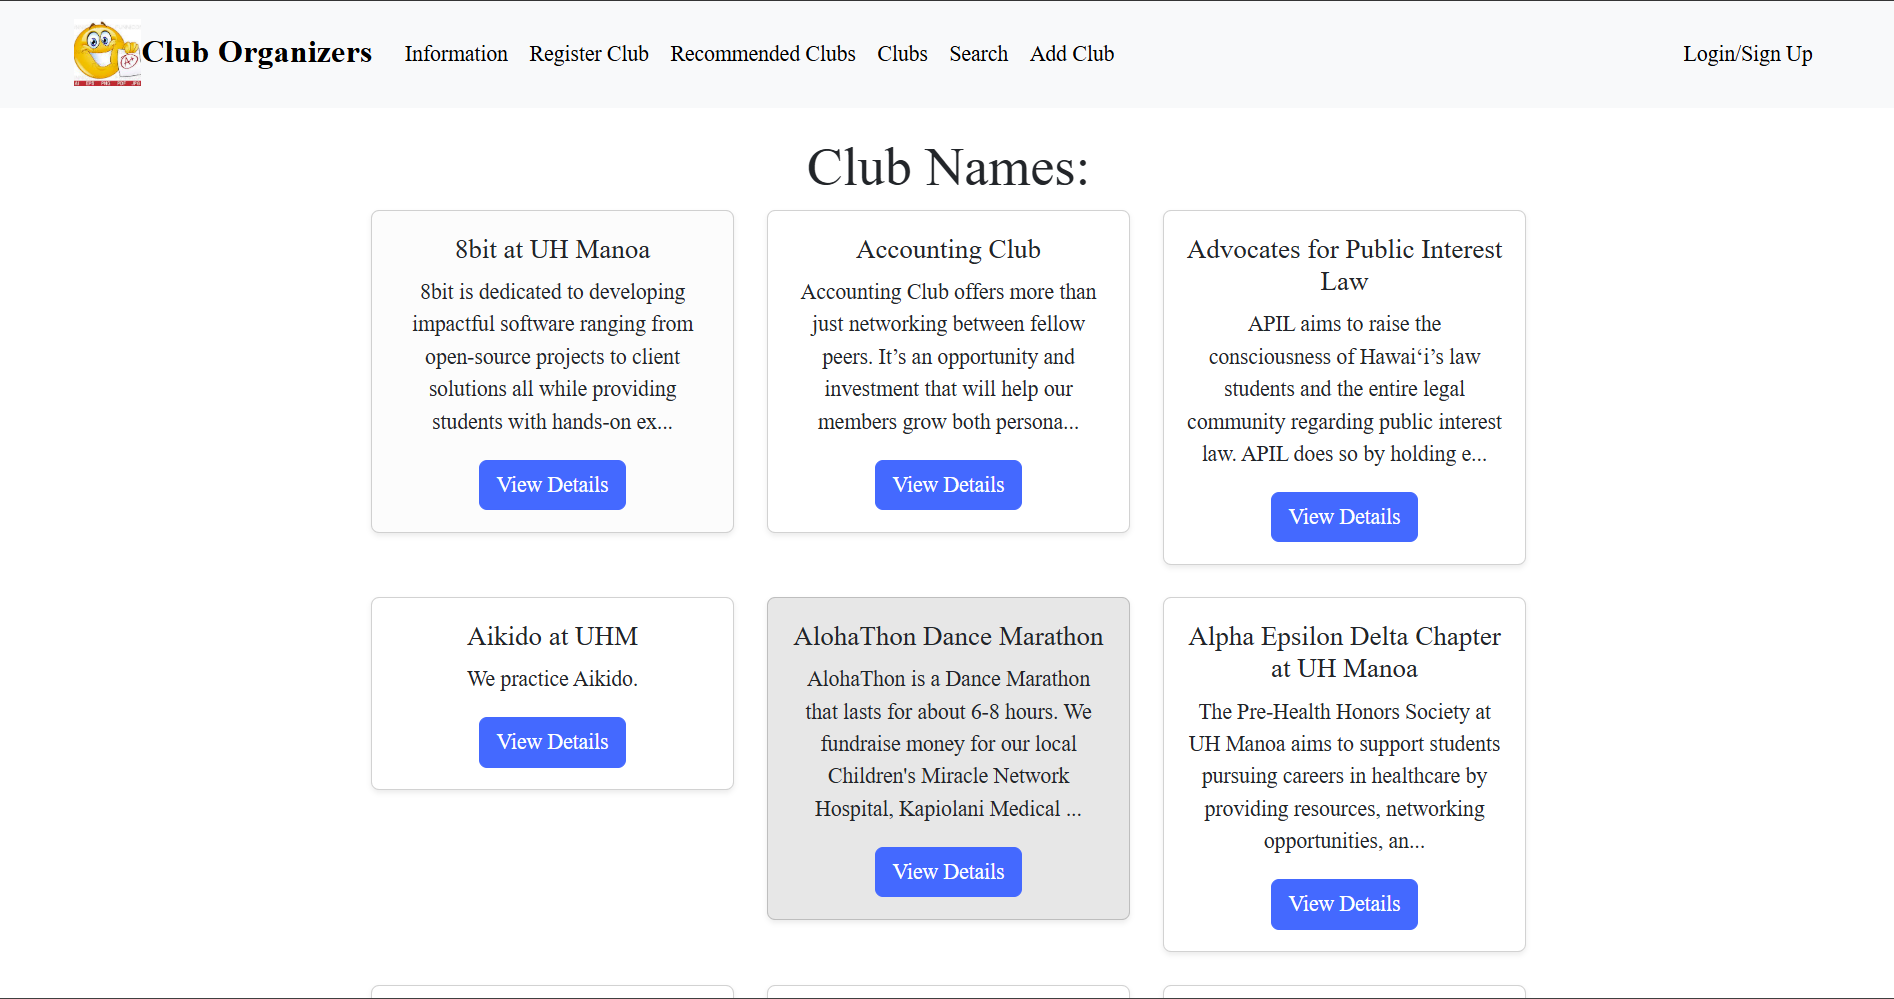 Club Organizers
Information
Register Club
Recommended Clubs
Clubs
Search
Add Club
Login/Sign Up
A+
Club Names:
8bit at UH Manoa
8bit is dedicated to developing
impactful software ranging from
open-source projects to client
solutions all while providing
students with hands-on ex...
View Details
Accounting Club
Accounting Club offers more than
just networking between fellow
peers. It’s an opportunity and
investment that will help our
members grow both persona...
View Details
Advocates for Public Interest
Law
APIL aims to raise the
consciousness of Hawaiʻi’s law
students and the entire legal
community regarding public interest
law. APIL does so by holding e...
View Details
Aikido at UHM
We practice Aikido.
View Details
AlohaThon Dance Marathon
AlohaThon is a Dance Marathon
that lasts for about 6-8 hours. We
fundraise money for our local
Children's Miracle Network
Hospital, Kapiolani Medical ...
View Details
Alpha Epsilon Delta Chapter
at UH Manoa
The Pre-Health Honors Society at
UH Manoa aims to support students
pursuing careers in healthcare by
providing resources, networking
opportunities, an...
View Details